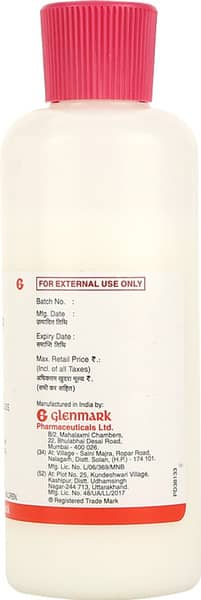 FOR EXTERNAL USE ONLY
Batch No. :
Mfg. Date :
उत्पादित तिथि
Expiry Date :
समाप्ति तिथि
Max. Retail Price ₹.:
(Incl. of all Taxes)
अधिकतम खुदरा मूल्य ₹.
(सभी कर सहित)
Manufactured in India by:
glenmark
Pharmaceuticals Ltd.
B/2, Mahalaxmi Chambers,
22, Bhulabhai Desai Road,
Mumbai - 400 026.
(34) At: Village - Saini Majra, Ropar Road,
Nalagarh, Distt. Solan, (H.P.) - 174 101.
Mfg. Lic. No. L/06/369/MNB
(52) At: Plot No. 25, Kundeshwari Village,
Kashipur, Distt. Udhamsingh
Nagar-244 713, Uttarakhand.
Mfg. Lic. No. 48/UA/LL/2017
® Registered Trade Mark
PD38133